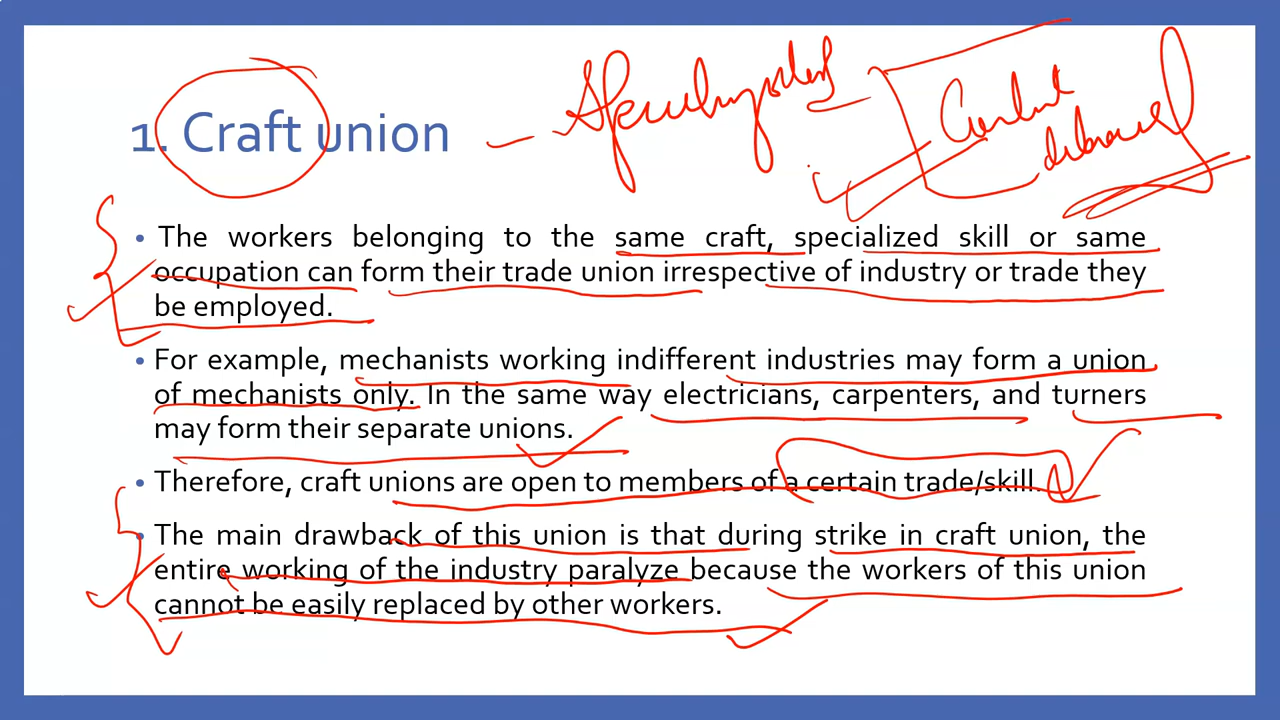 1. Craft union
• The workers belonging to the same craft, specialized skill or same
occupation can form their trade union irrespective of industry or trade they
be employed.
• For example, mechanists working indifferent industries may form a union
of mechanists only. In the same way electricians, carpenters, and turners
may form their separate unions.
• Therefore, craft unions are open to members of a certain trade/skill.
• The main drawback of this union is that during strike in craft union, the
entire working of the industry paralyze because the workers of this union
cannot be easily replaced by other workers.